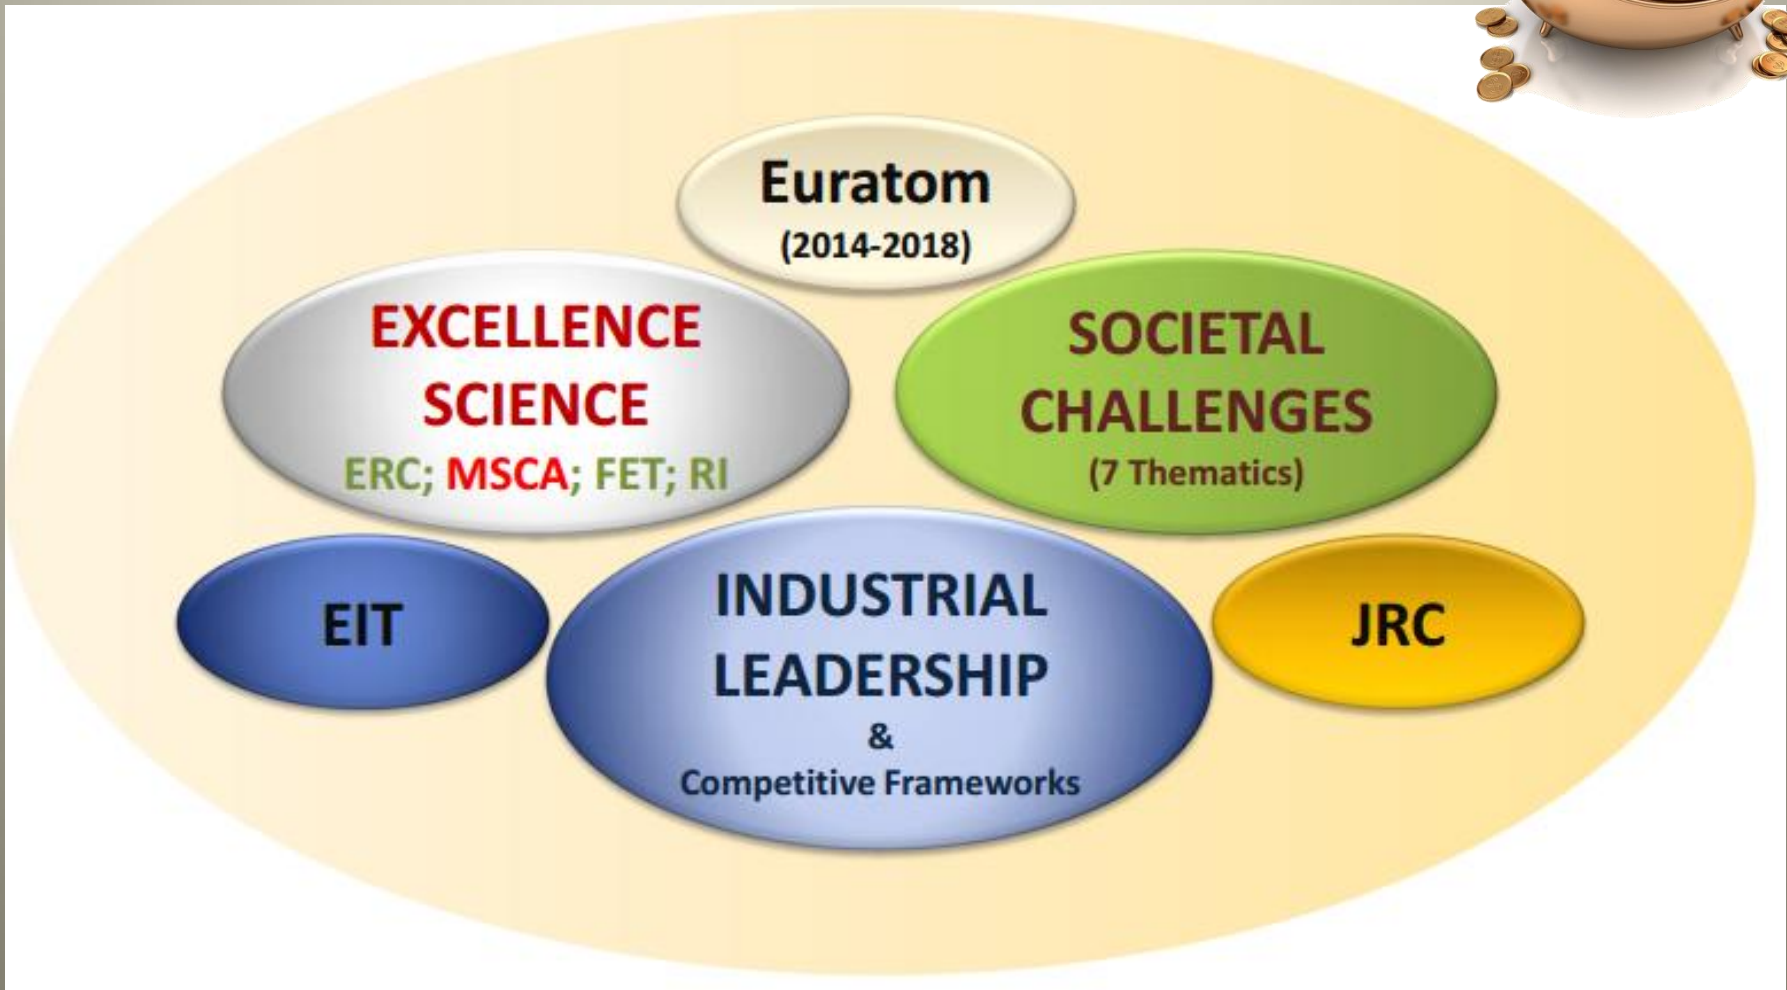 Euratom
(2014-2018)
EXCELLENCE
SCIENCE
ERC; MSCA; FET; RI
SOCIETAL
CHALLENGES
(7 Thematics)
EIT
INDUSTRIAL
LEADERSHIP
&
Competitive Frameworks
JRC